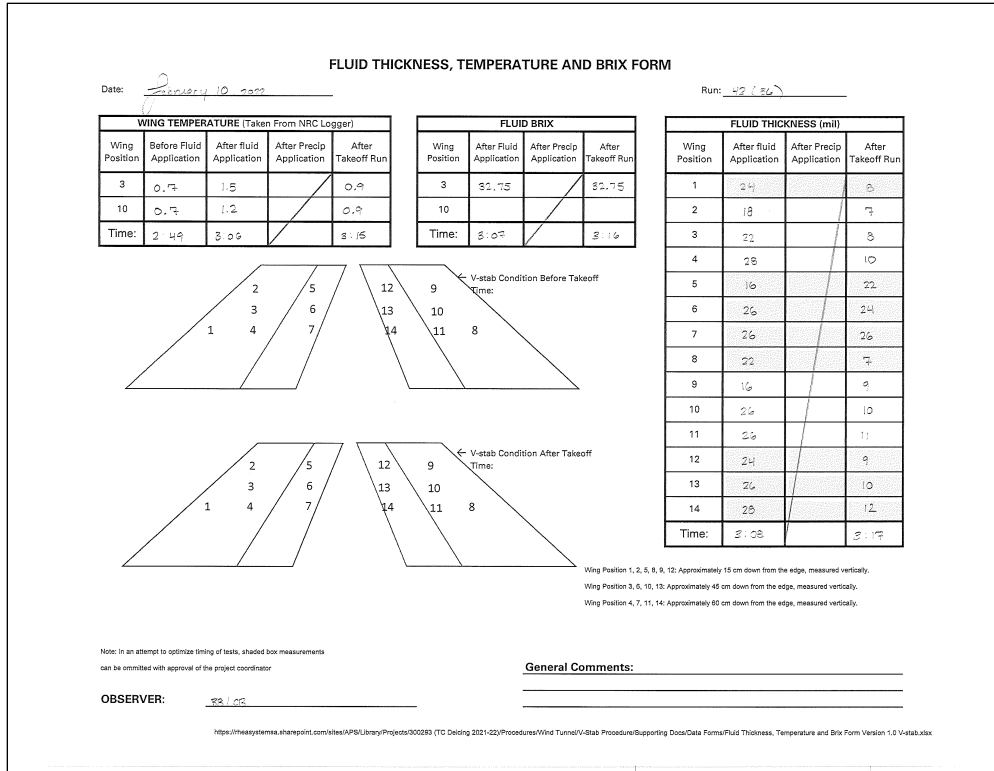 FLUID THICKNESS, TEMPERATURE AND BRIX FORM
Date: February 10, 2022 Run: 42 (36)
WING TEMPERATURE (Taken From NRC Logger)
Wing Position Before Fluid Application After fluid Application After Precip Application After Takeoff Run
3 0.7 1.5 0.9
10 0.7 1.2 0.9
Time: 2:49 3:06 3:15
FLUID BRIX
Wing Position After Fluid Application After Precip Application After Takeoff Run
3 32.75 32.75
10
Time: 3:07 3:16
FLUID THICKNESS (mil)
Wing Position After fluid Application After Precip Application After Takeoff Run
1 24 8
2 18 7
3 22 8
4 28 10
5 16 22
6 26 24
7 26 26
8 22 7
9 16 9
10 26 10
11 26 11
12 24 9
13 26 10
14 28 12
Time: 3:08 3:17
← V-stab Condition Before Takeoff
Time:
2 5 12 9
3 6 13 10
1 4 7 14 11 8
← V-stab Condition After Takeoff
Time:
2 5 12 9
3 6 13 10
1 4 7 14 11 8
Wing Position 1, 2, 5, 8, 9, 12: Approximately 15 cm down from the edge, measured vertically.
Wing Position 3, 6, 10, 13: Approximately 45 cm down from the edge, measured vertically.
Wing Position 4, 7, 11, 14: Approximately 60 cm down from the edge, measured vertically.
Note: In an attempt to optimize timing of tests, shaded box measurements
can be ommitted with approval of the project coordinator
General Comments:
OBSERVER:
https://rheasystemsa.sharepoint.com/sites/APS/Library/Projects/300293 (TC Deicing 2021-22)/Procedures/Wind Tunnel/V-Stab Procedure/Supporting Docs/Data Forms/Fluid Thickness, Temperature and Brix Form Version 1.0 V-stab.xlsx